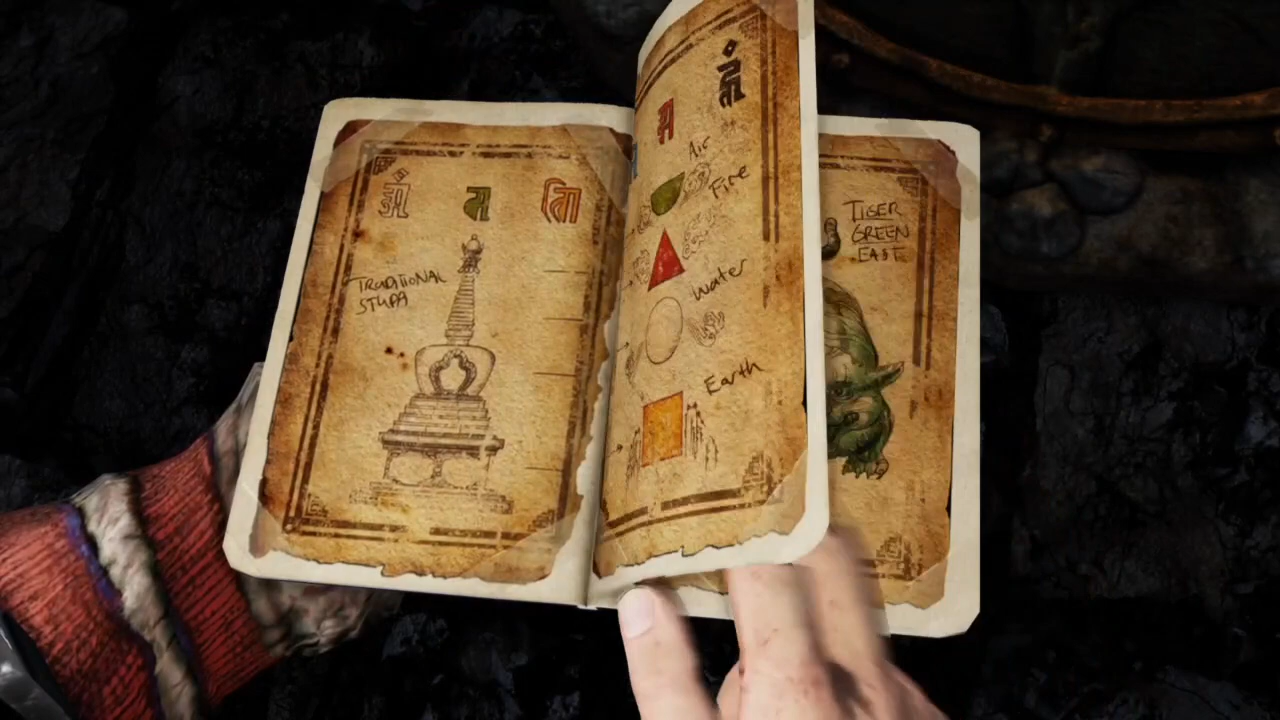 TRADITIONAL
STUPA
Air
Fire
Water
Earth
TIGER
GREEN
EAST